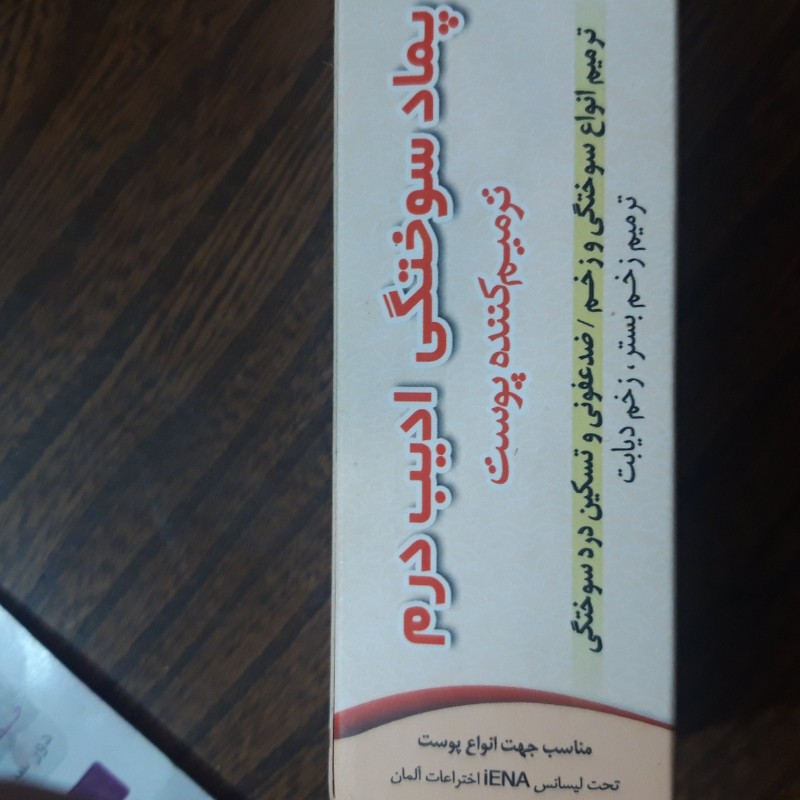 پماد سوختگی ادیب درم
ترمیم‌کننده پوست
ترمیم انواع سوختگی و زخم / ضدعفونی و تسکین درد سوختگی
ترمیم زخم بستر، زخم دیابت
مناسب جهت انواع پوست
تحت لیسانس iENA اختراعات آلمان